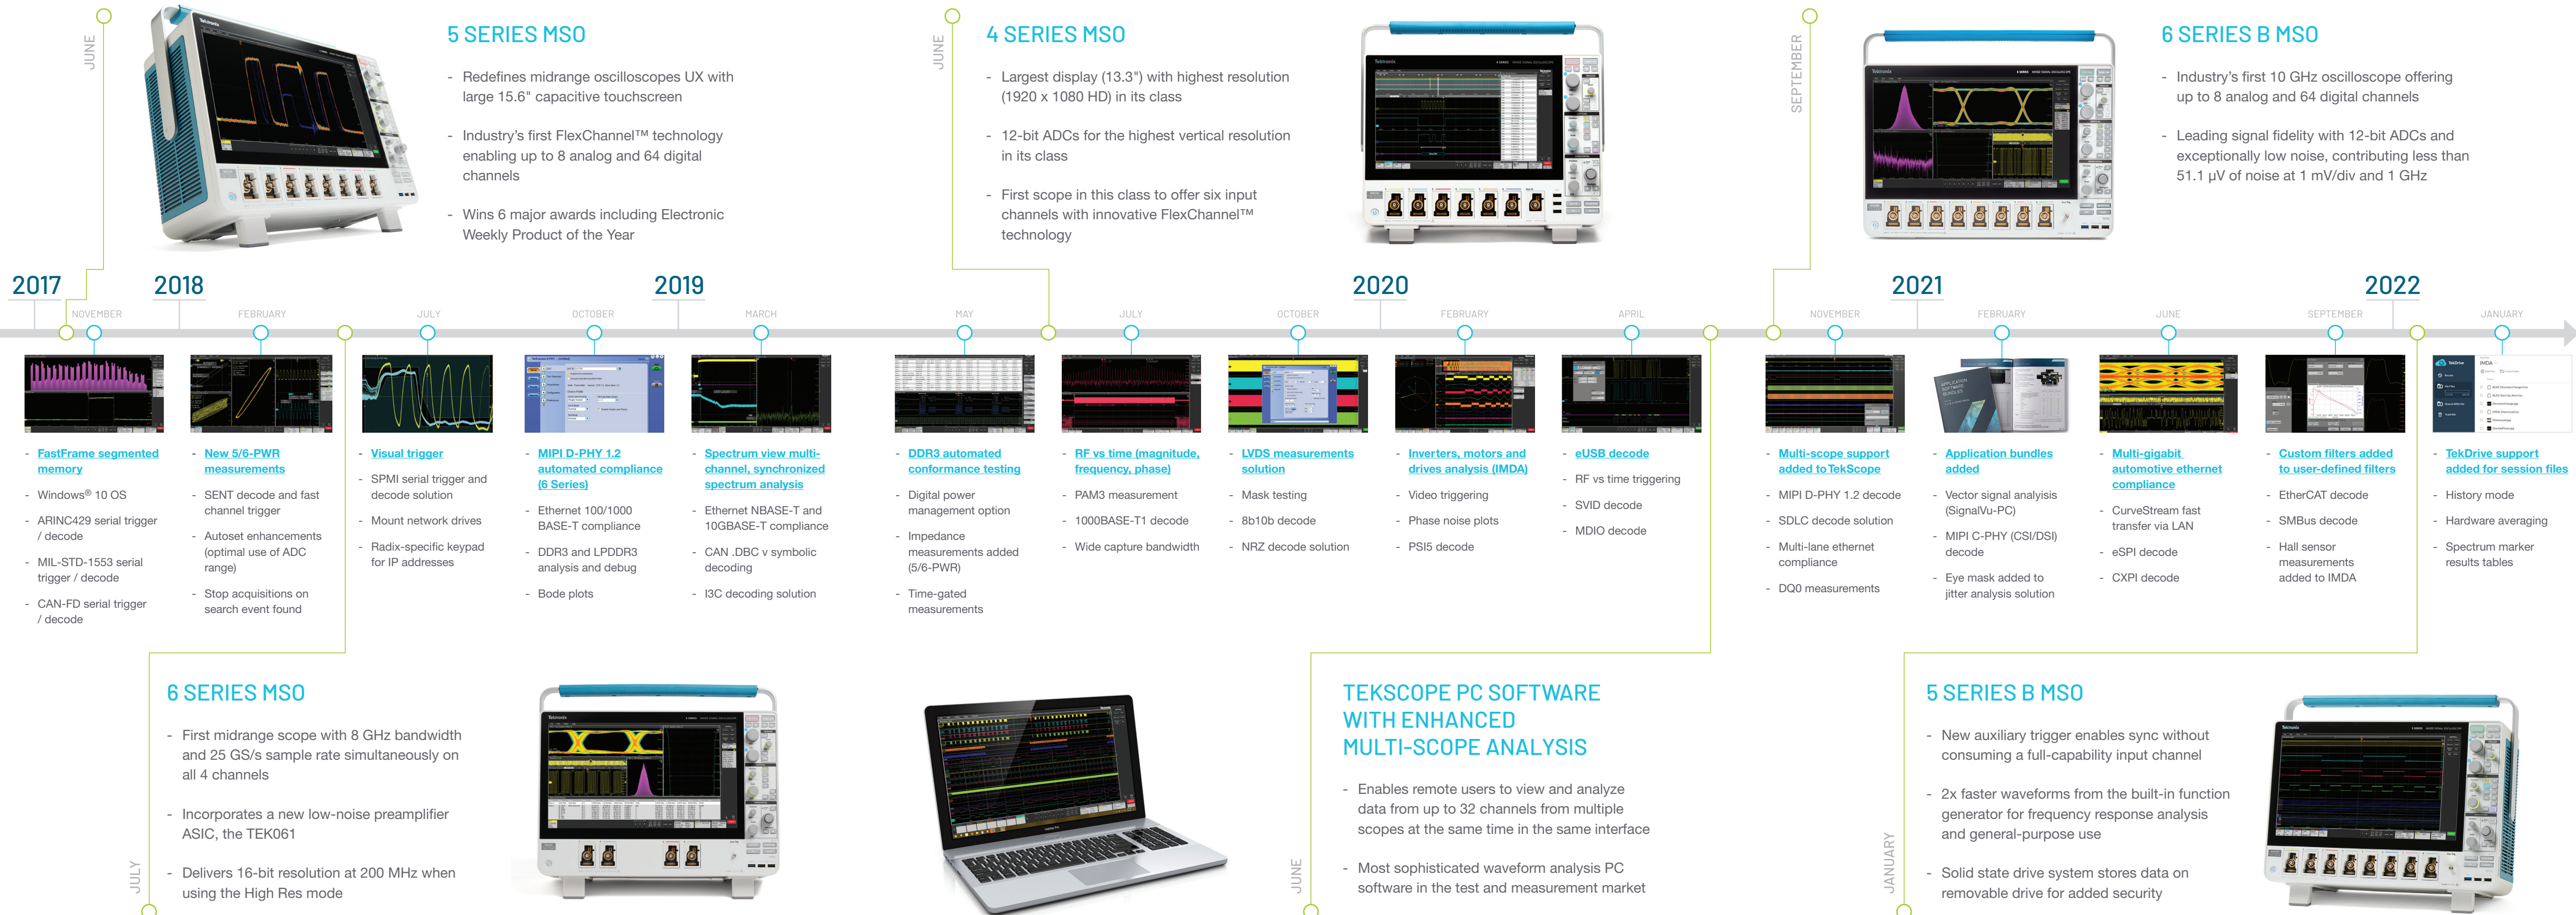 JUNE
5 SERIES MSO
- Redefines midrange oscilloscopes UX with
large 15.6" capacitive touchscreen
- Industry’s first FlexChannel™ technology
enabling up to 8 analog and 64 digital
channels
- Wins 6 major awards including Electronic
Weekly Product of the Year
JUNE
4 SERIES MSO
- Largest display (13.3") with highest resolution
(1920 x 1080 HD) in its class
- 12-bit ADCs for the highest vertical resolution
in its class
- First scope in this class to offer six input
channels with innovative FlexChannel™
technology
SEPTEMBER
6 SERIES B MSO
- Industry’s first 10 GHz oscilloscope offering
up to 8 analog and 64 digital channels
- Leading signal fidelity with 12-bit ADCs and
exceptionally low noise, contributing less than
51.1 µV of noise at 1 mV/div and 1 GHz
2017
2018
2019
2020
2021
2022
NOVEMBER
- FastFrame segmented
memory
- Windows® 10 OS
- ARINC429 serial trigger
/ decode
- MIL-STD-1553 serial
trigger / decode
- CAN-FD serial trigger
/ decode
FEBRUARY
- New 5/6-PWR
measurements
- SENT decode and fast
channel trigger
- Autoset enhancements
(optimal use of ADC
range)
- Stop acquisitions on
search event found
JULY
- Visual trigger
- SPMI serial trigger and
decode solution
- Mount network drives
- Radix-specific keypad
for IP addresses
OCTOBER
- MIPI D-PHY 1.2
automated compliance
(6 Series)
- Ethernet 100/1000
BASE-T compliance
- DDR3 and LPDDR3
analysis and debug
- Bode plots
MARCH
- Spectrum view multi-
channel, synchronized
spectrum analysis
- Ethernet NBASE-T and
10GBASE-T compliance
- CAN .DBC v symbolic
decoding
- I3C decoding solution
MAY
- DDR3 automated
conformance testing
- Digital power
management option
- Impedance
measurements added
(5/6-PWR)
- Time-gated
measurements
JULY
- RF vs time (magnitude,
frequency, phase)
- PAM3 measurement
- 1000BASE-T1 decode
- Wide capture bandwidth
OCTOBER
- LVDS measurements
solution
- Mask testing
- 8b10b decode
- NRZ decode solution
FEBRUARY
- Inverters, motors and
drives analysis (IMDA)
- Video triggering
- Phase noise plots
- PSI5 decode
APRIL
- eUSB decode
- RF vs time triggering
- SVID decode
- MDIO decode
NOVEMBER
- Multi-scope support
added to TekScope
- MIPI D-PHY 1.2 decode
- SDLC decode solution
- Multi-lane ethernet
compliance
- DQ0 measurements
FEBRUARY
APPLICATION
SOFTWARE
BUNDLES
- Application bundles
added
- Vector signal analyisis
(SignalVu-PC)
- MIPI C-PHY (CSI/DSI)
decode
- Eye mask added to
jitter analysis solution
JUNE
- Multi-gigabit
automotive ethernet
compliance
- CurveStream fast
transfer via LAN
- eSPI decode
- CXPI decode
SEPTEMBER
- Custom filters added
to user-defined filters
- EtherCAT decode
- SMBus decode
- Hall sensor
measurements
added to IMDA
JANUARY
TekDrive
IMDA
- TekDrive support
added for session files
- History mode
- Hardware averaging
- Spectrum marker
results tables
JULY
6 SERIES MSO
- First midrange scope with 8 GHz bandwidth
and 25 GS/s sample rate simultaneously on
all 4 channels
- Incorporates a new low-noise preamplifier
ASIC, the TEK061
- Delivers 16-bit resolution at 200 MHz when
using the High Res mode
Tektronix
JUNE
TEKSCOPE PC SOFTWARE
WITH ENHANCED
MULTI-SCOPE ANALYSIS
- Enables remote users to view and analyze
data from up to 32 channels from multiple
scopes at the same time in the same interface
- Most sophisticated waveform analysis PC
software in the test and measurement market
JANUARY
5 SERIES B MSO
- New auxiliary trigger enables sync without
consuming a full-capability input channel
- 2x faster waveforms from the built-in function
generator for frequency response analysis
and general-purpose use
- Solid state drive system stores data on
removable drive for added security
Tektronix